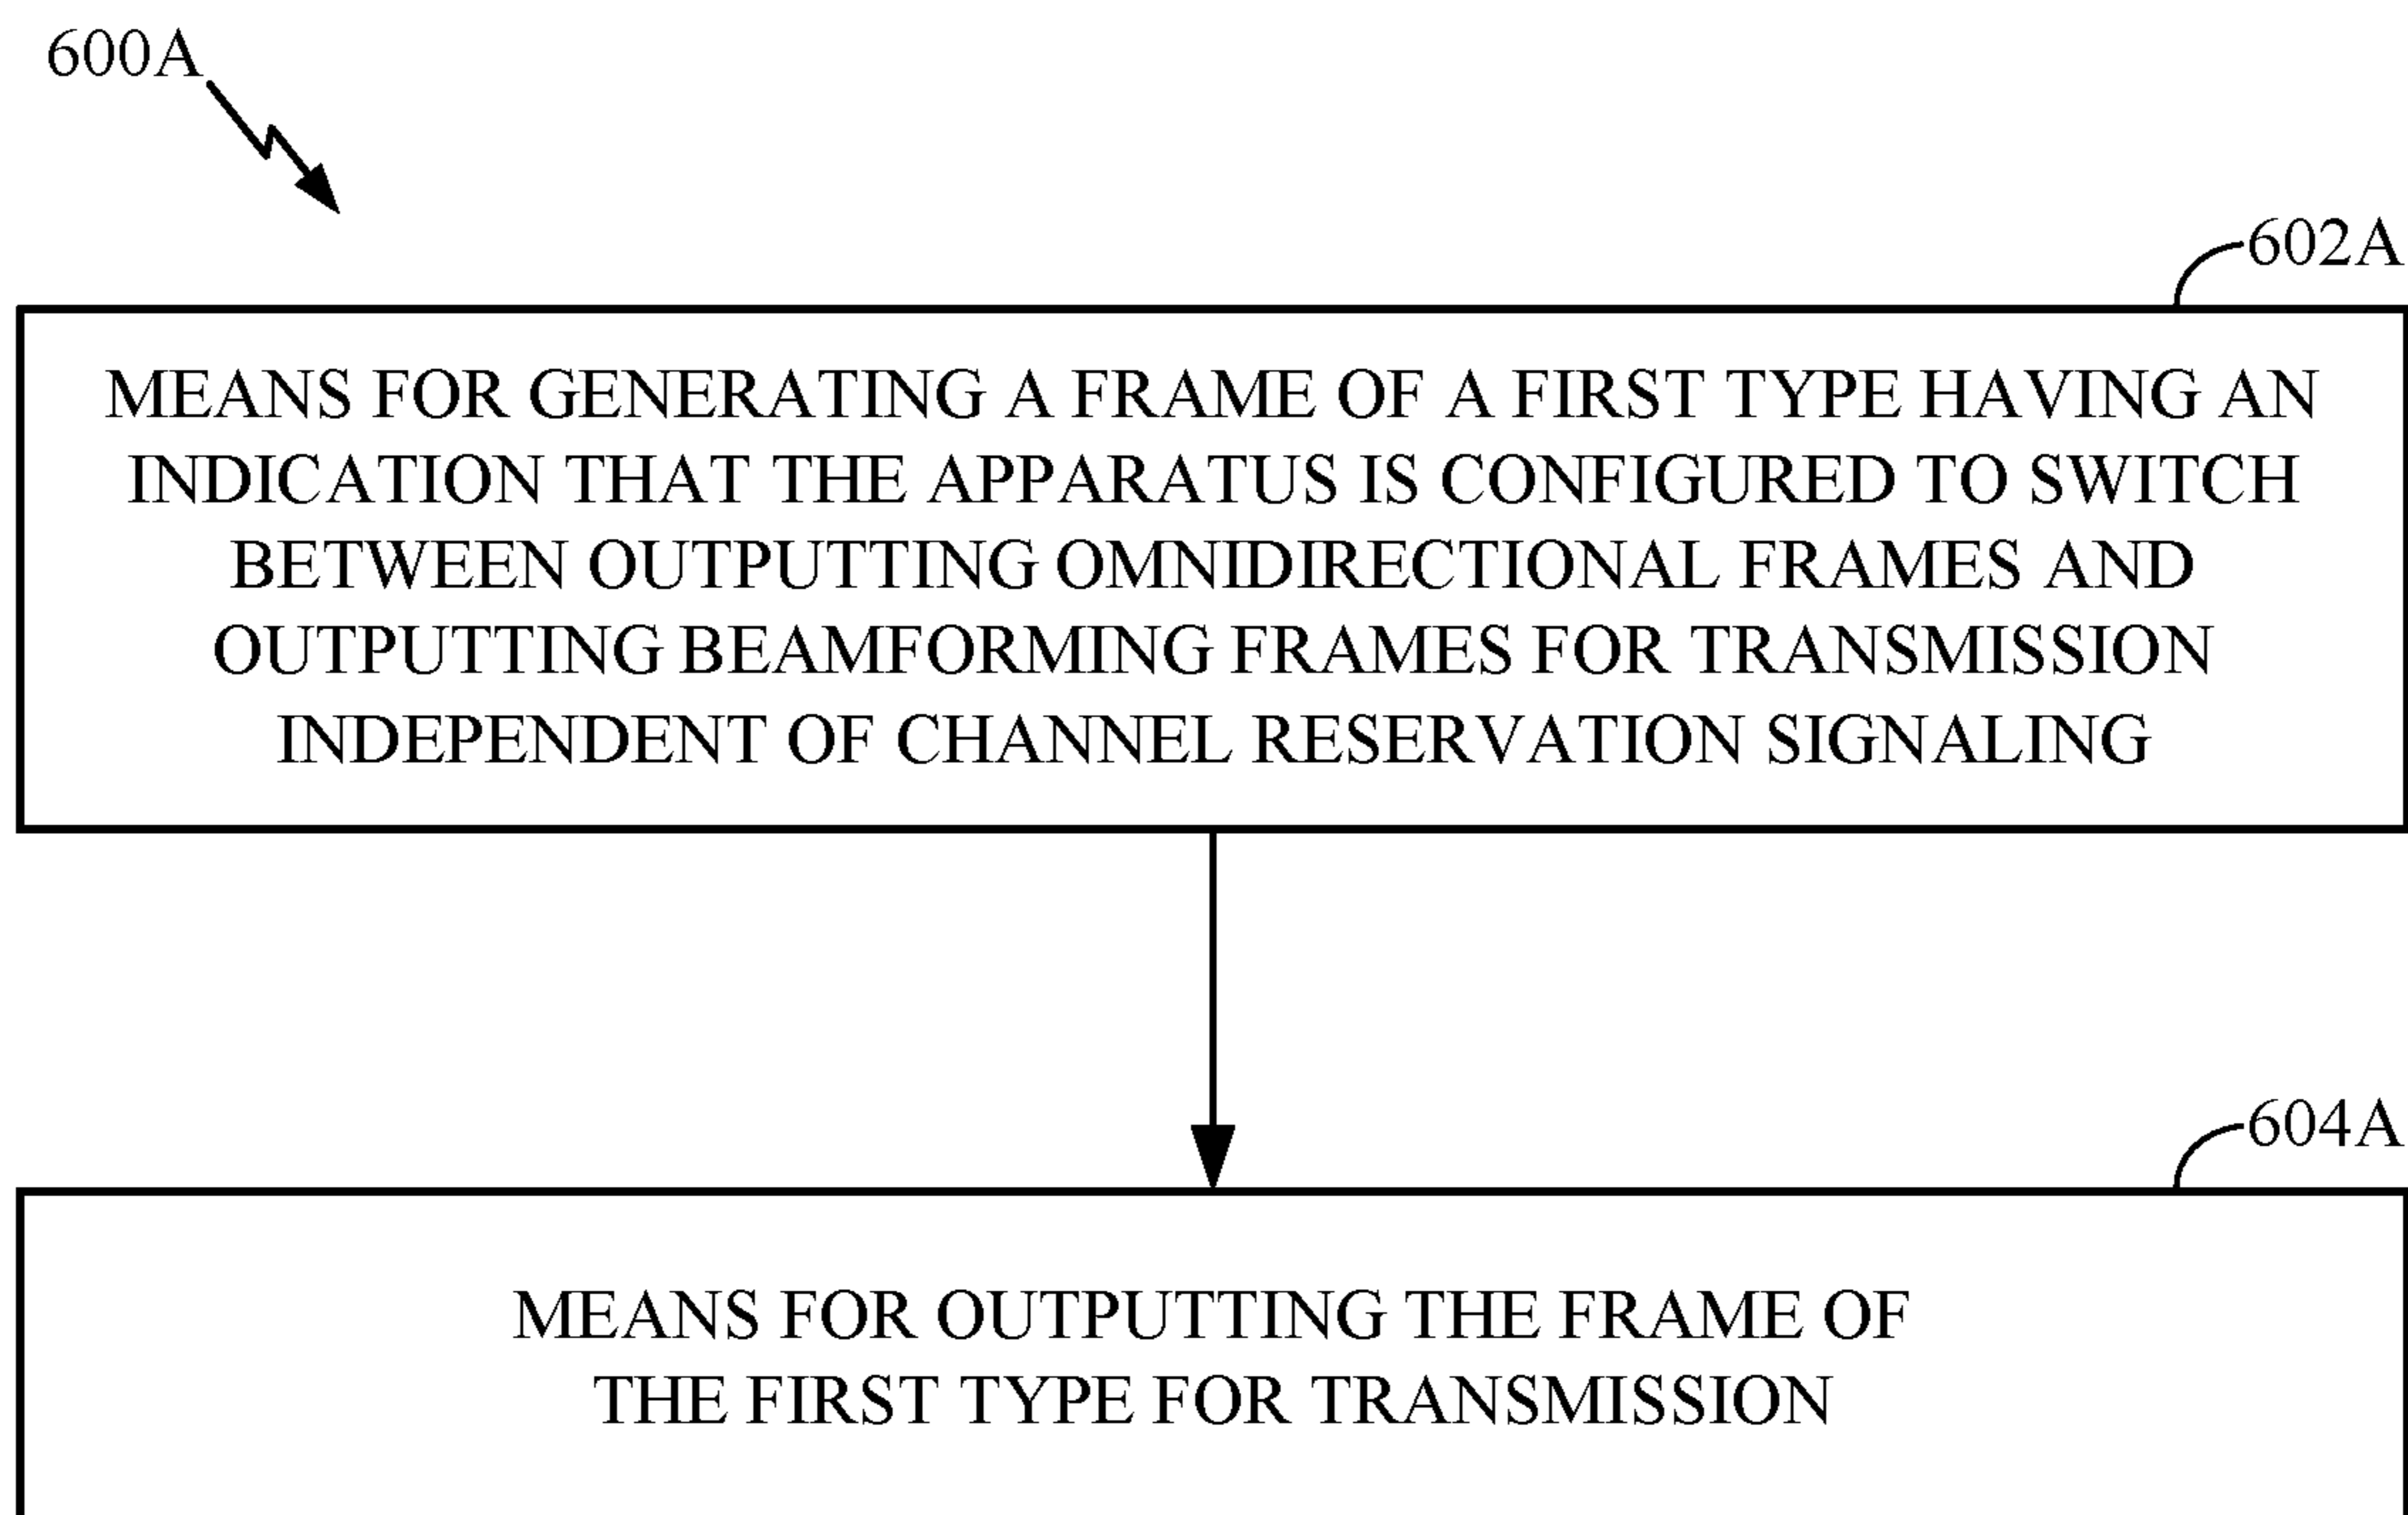 600A
602A
MEANS FOR GENERATING A FRAME OF A FIRST TYPE HAVING AN
INDICATION THAT THE APPARATUS IS CONFIGURED TO SWITCH
BETWEEN OUTPUTTING OMNIDIRECTIONAL FRAMES AND
OUTPUTTING BEAMFORMING FRAMES FOR TRANSMISSION
INDEPENDENT OF CHANNEL RESERVATION SIGNALING
604A
MEANS FOR OUTPUTTING THE FRAME OF
THE FIRST TYPE FOR TRANSMISSION